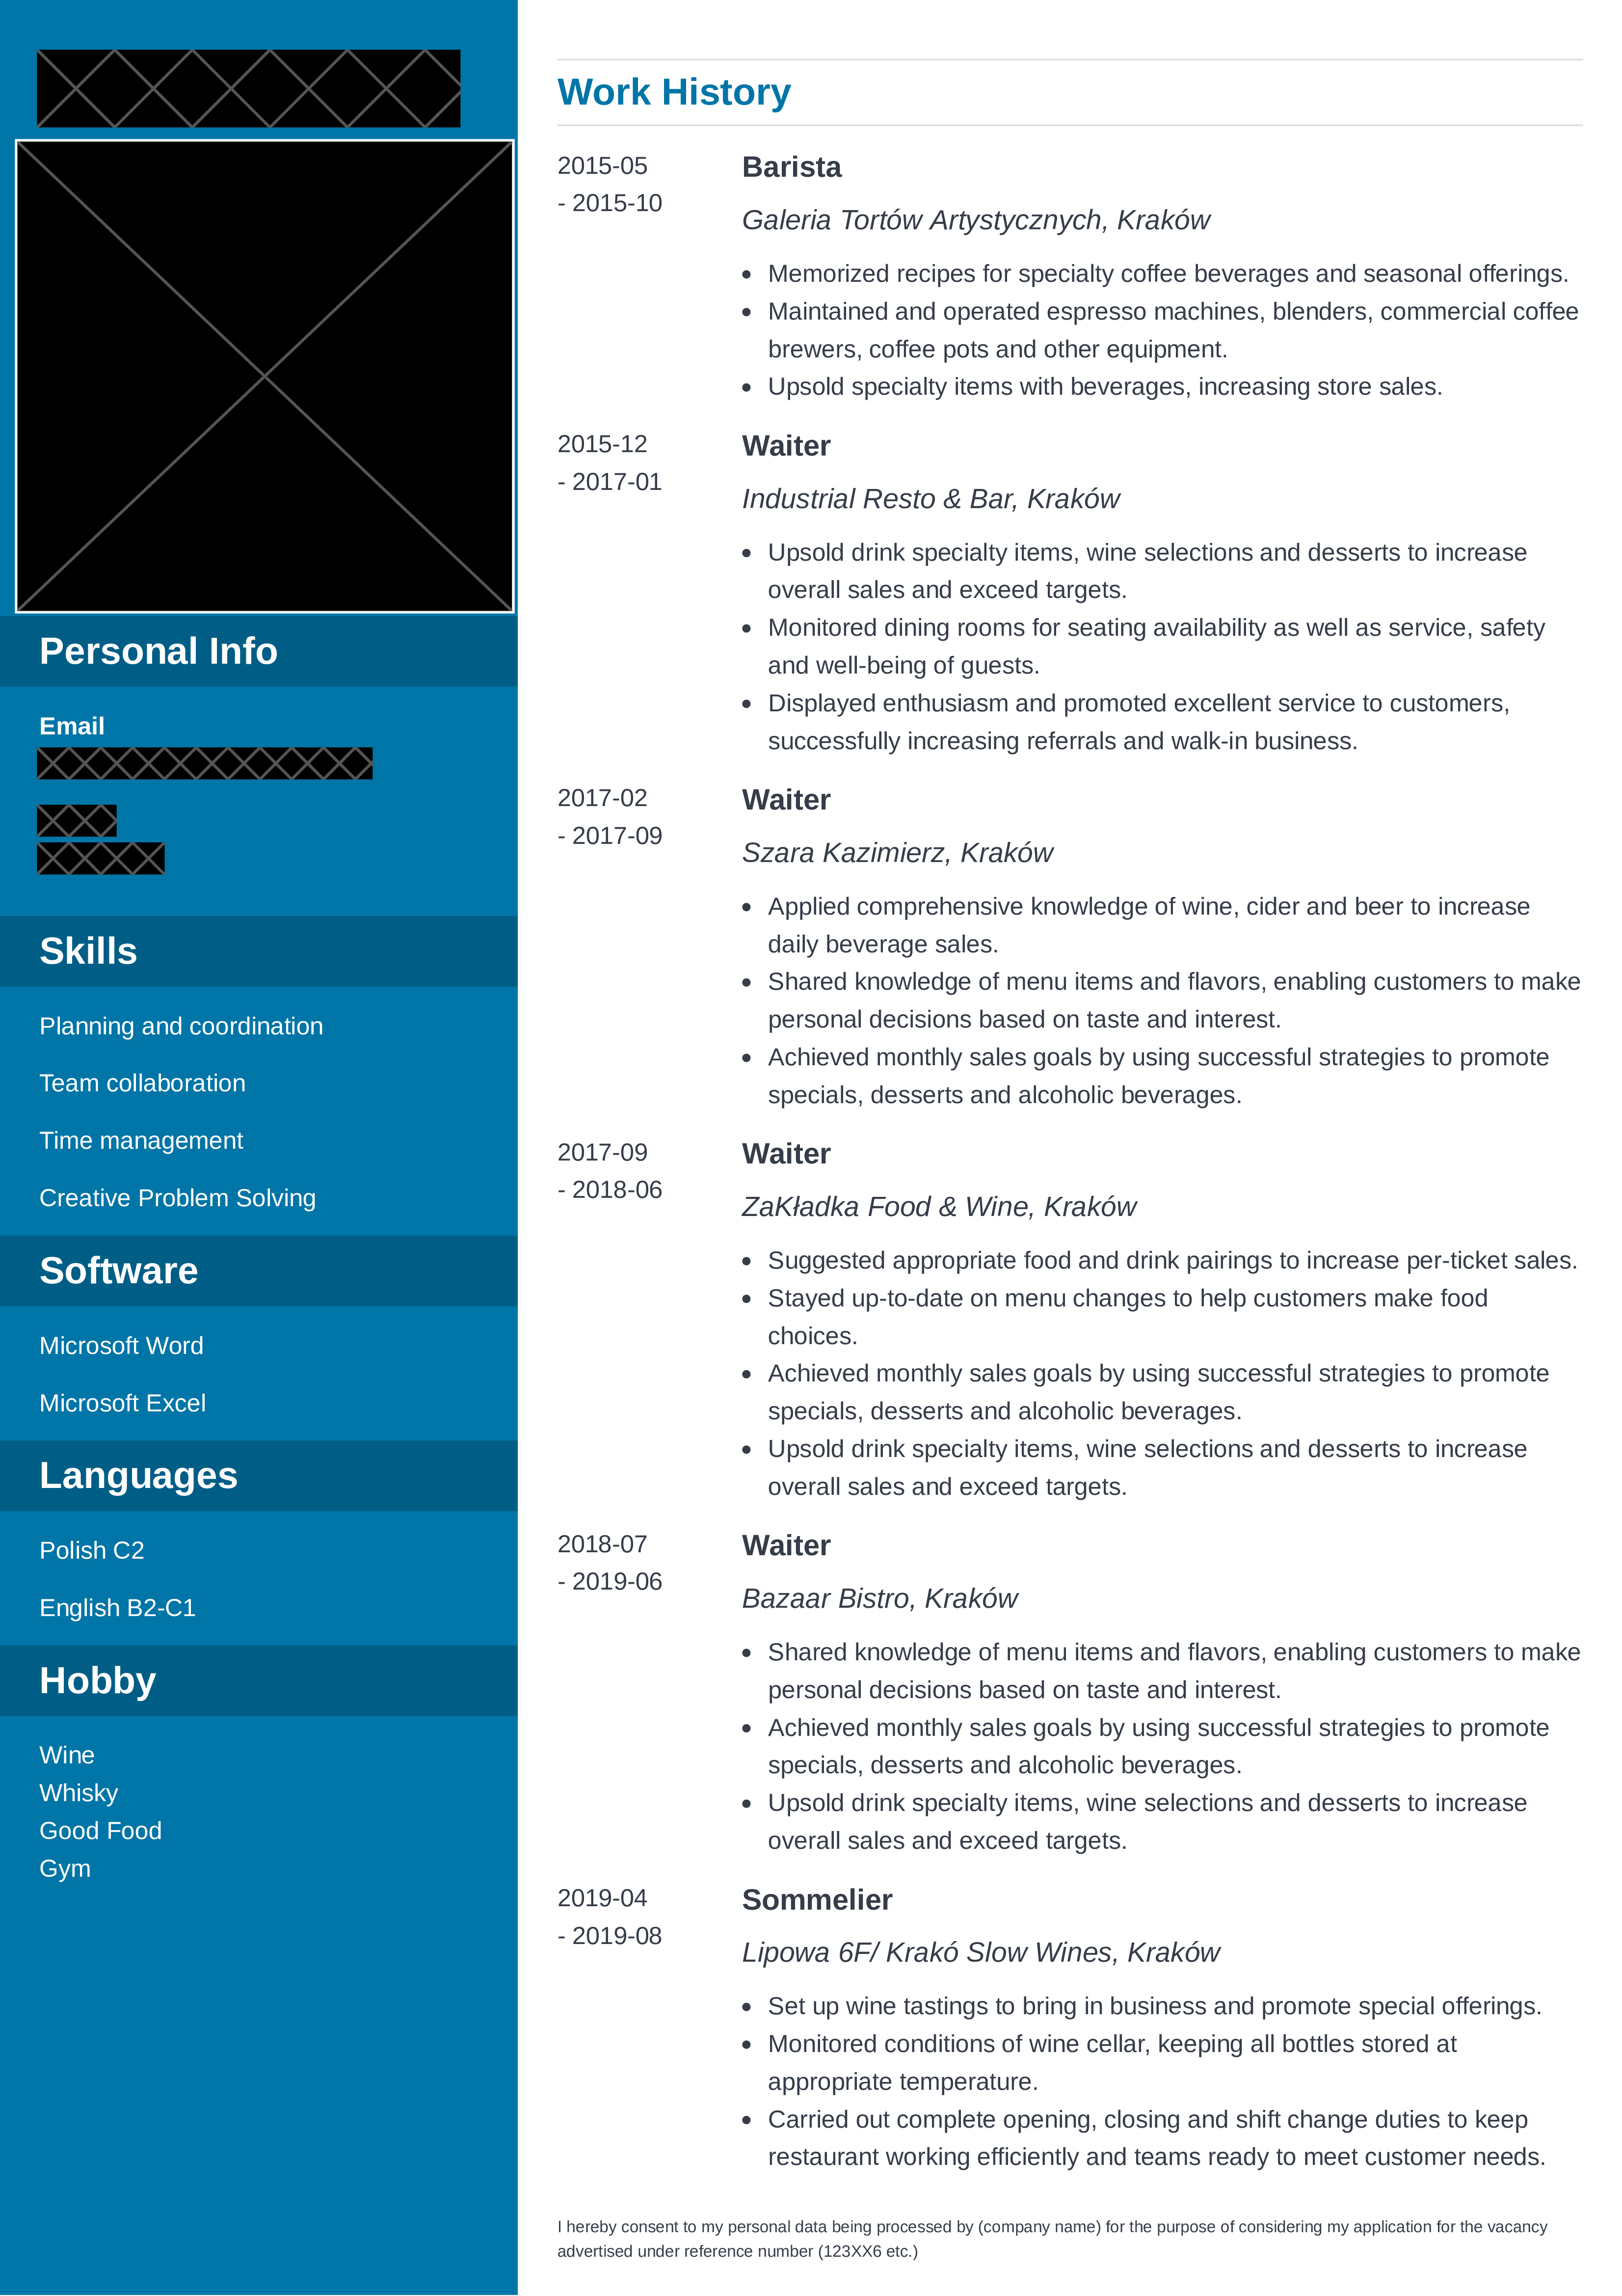 Personal Info
Email
Skills
Planning and coordination
Team collaboration
Time management
Creative Problem Solving
Software
Microsoft Word
Microsoft Excel
Languages
Polish C2
English B2-C1
Hobby
Wine
Whisky
Good Food
Gym
Work History
2015-05
- 2015-10
Barista
Galeria Tortów Artystycznych, Kraków
• Memorized recipes for specialty coffee beverages and seasonal offerings.
• Maintained and operated espresso machines, blenders, commercial coffee
brewers, coffee pots and other equipment.
• Upsold specialty items with beverages, increasing store sales.
2015-12
- 2017-01
Waiter
Industrial Resto & Bar, Kraków
• Upsold drink specialty items, wine selections and desserts to increase
overall sales and exceed targets.
• Monitored dining rooms for seating availability as well as service, safety
and well-being of guests.
• Displayed enthusiasm and promoted excellent service to customers,
successfully increasing referrals and walk-in business.
2017-02
- 2017-09
Waiter
Szara Kazimierz, Kraków
• Applied comprehensive knowledge of wine, cider and beer to increase
daily beverage sales.
• Shared knowledge of menu items and flavors, enabling customers to make
personal decisions based on taste and interest.
• Achieved monthly sales goals by using successful strategies to promote
specials, desserts and alcoholic beverages.
2017-09
- 2018-06
Waiter
ZaKładka Food & Wine, Kraków
• Suggested appropriate food and drink pairings to increase per-ticket sales.
• Stayed up-to-date on menu changes to help customers make food
choices.
• Achieved monthly sales goals by using successful strategies to promote
specials, desserts and alcoholic beverages.
• Upsold drink specialty items, wine selections and desserts to increase
overall sales and exceed targets.
2018-07
- 2019-06
Waiter
Bazaar Bistro, Kraków
• Shared knowledge of menu items and flavors, enabling customers to make
personal decisions based on taste and interest.
• Achieved monthly sales goals by using successful strategies to promote
specials, desserts and alcoholic beverages.
• Upsold drink specialty items, wine selections and desserts to increase
overall sales and exceed targets.
2019-04
- 2019-08
Sommelier
Lipowa 6F/ Krakó Slow Wines, Kraków
• Set up wine tastings to bring in business and promote special offerings.
• Monitored conditions of wine cellar, keeping all bottles stored at
appropriate temperature.
• Carried out complete opening, closing and shift change duties to keep
restaurant working efficiently and teams ready to meet customer needs.
I hereby consent to my personal data being processed by (company name) for the purpose of considering my application for the vacancy
advertised under reference number (123XX6 etc.)